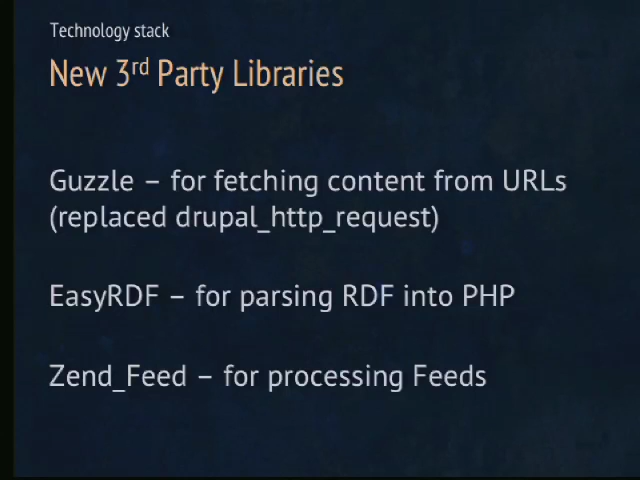 Technology stack
New 3rd Party Libraries
Guzzle – for fetching content from URLs
(replaced drupal_http_request)
EasyRDF – for parsing RDF into PHP
Zend_Feed – for processing Feeds